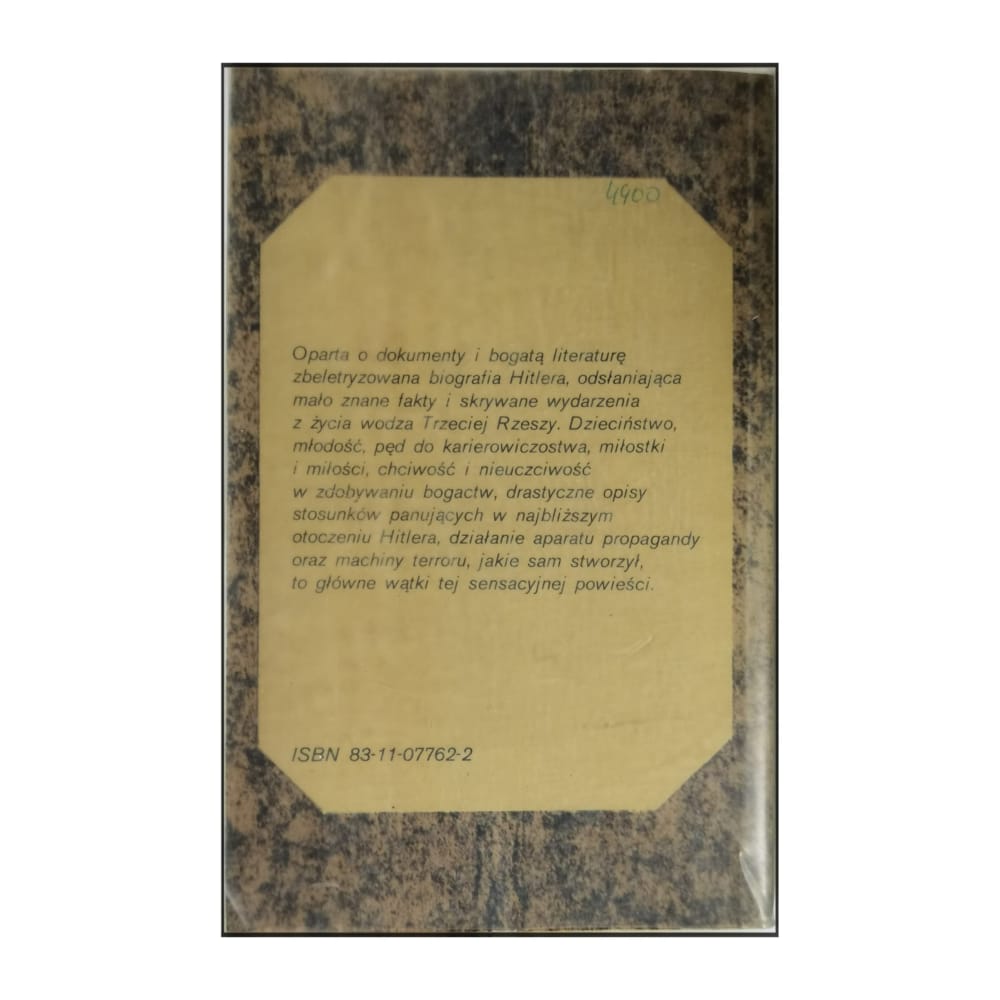 4900
Oparta o dokumenty i bogatą literaturę
zbeletryzowana biografia Hitlera, odsłaniająca
mało znane fakty i skrywane wydarzenia
z życia wodza Trzeciej Rzeszy. Dzieciństwo,
młodość, pęd do karierowiczostwa, miłostki
i miłości, chciwość i nieuczciwość
w zdobywaniu bogactw, drastyczne opisy
stosunków panujących w najbliższym
otoczeniu Hitlera, działanie aparatu propagandy
oraz machiny terroru, jakie sam stworzył,
to główne wątki tej sensacyjnej powieści.
ISBN 83-11-07762-2